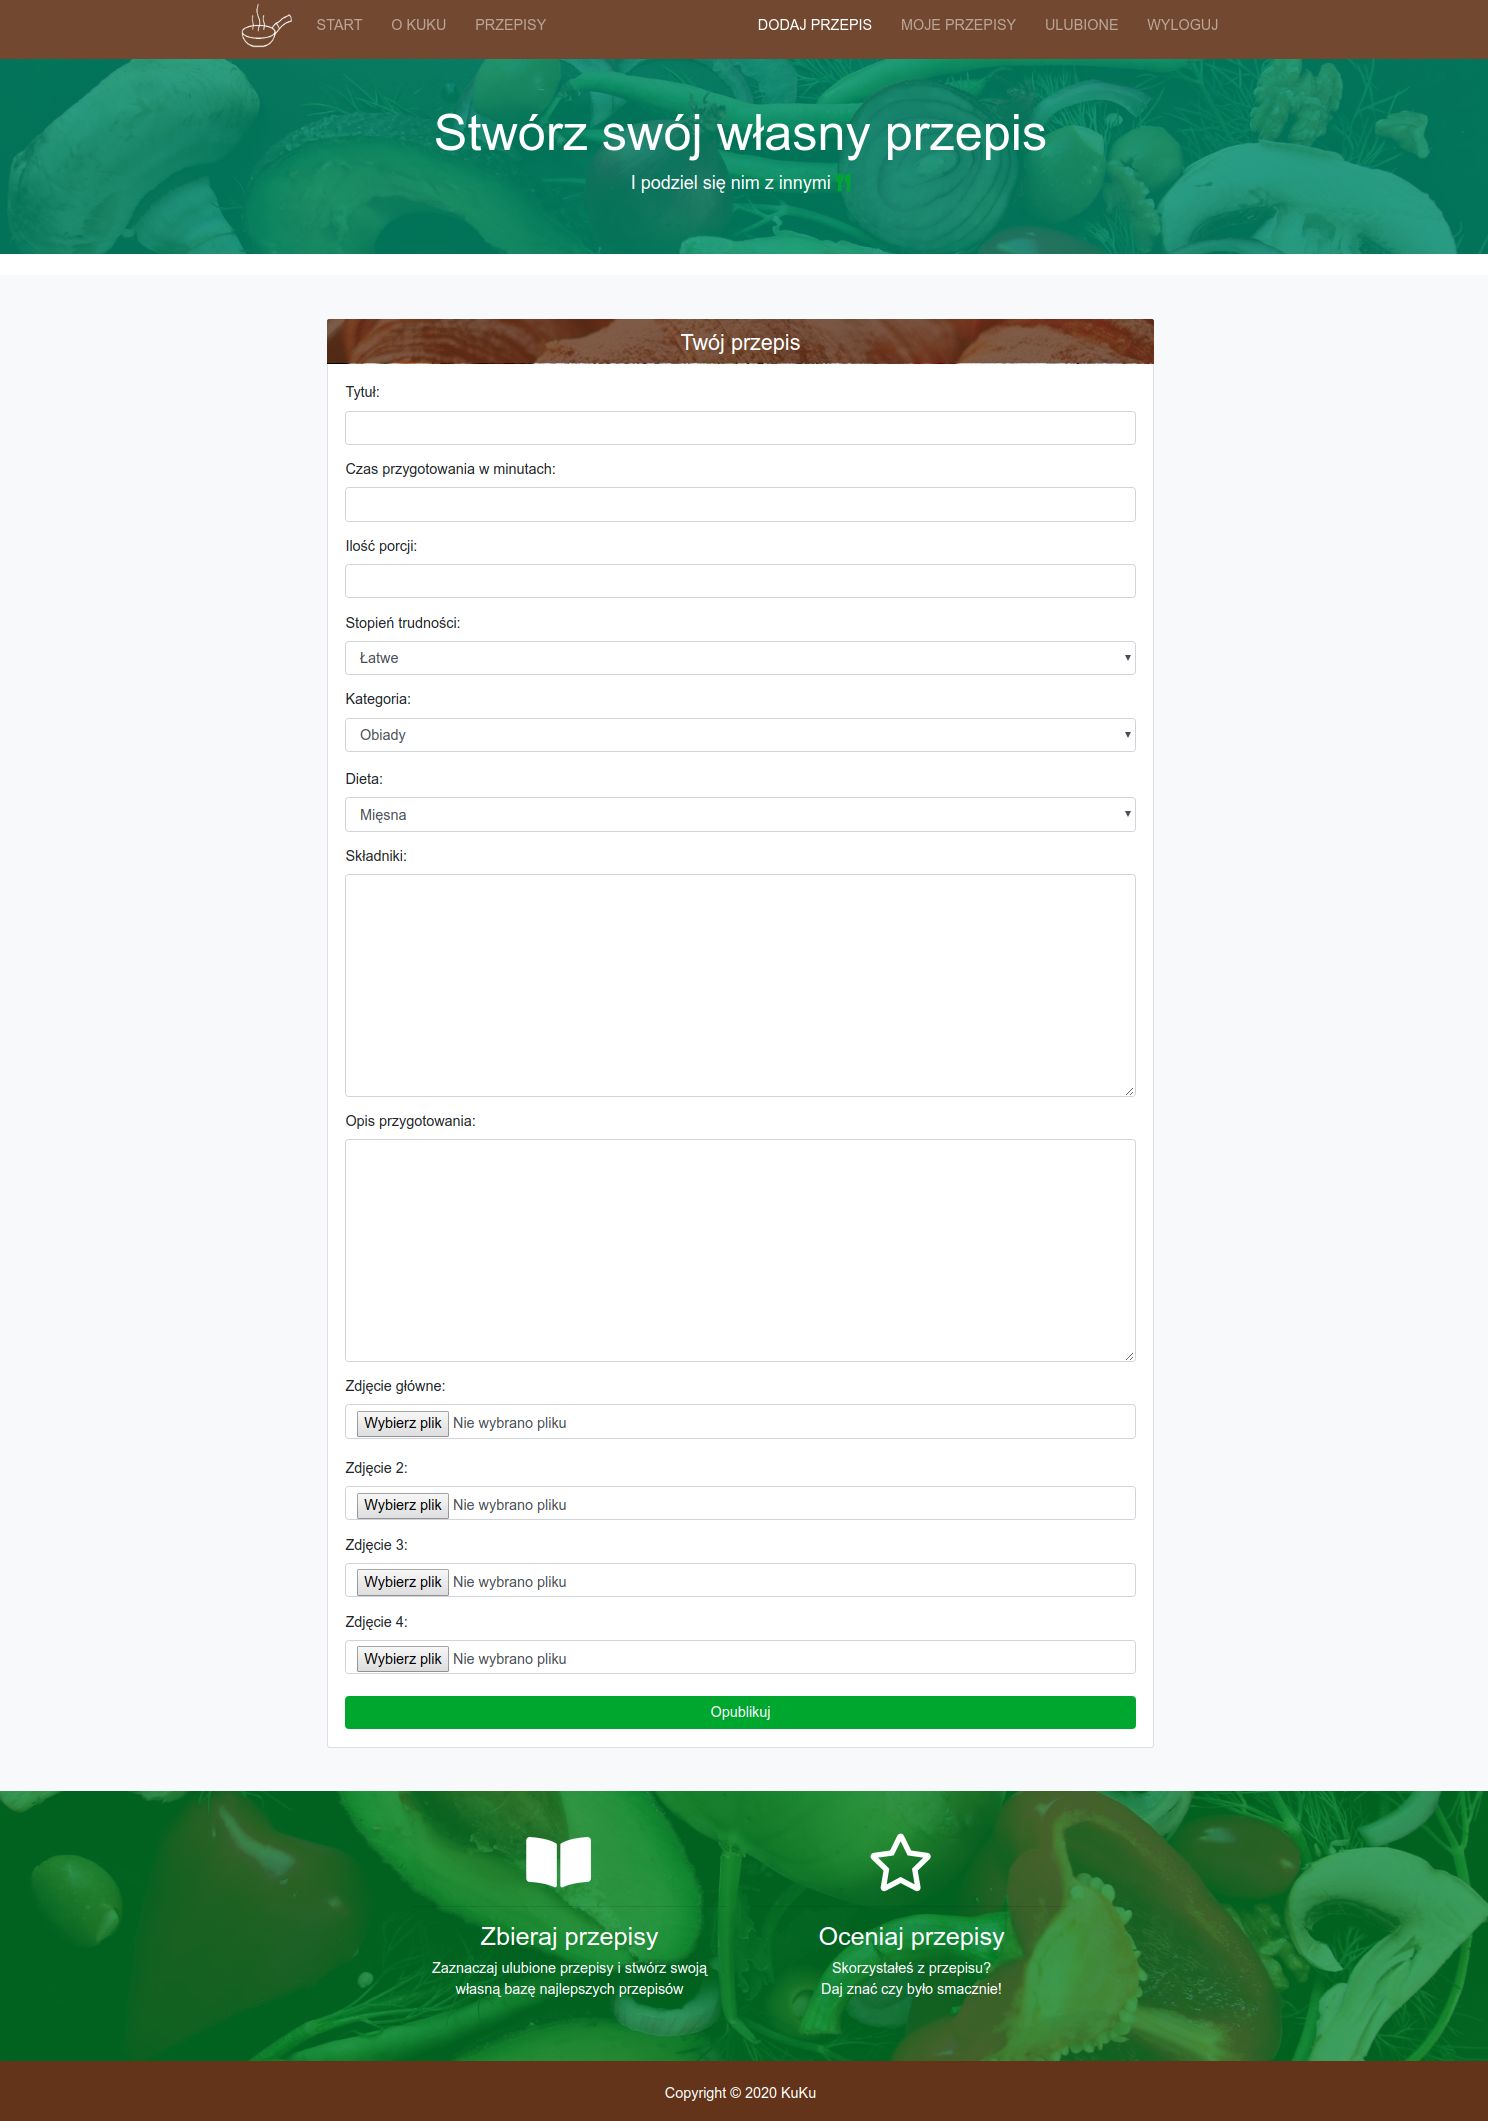 START O KUKU PRZEPISY DODAJ PRZEPIS MOJE PRZEPISY ULUBIONE WYLOGUJ
Stwórz swój własny przepis
I podziel się nim z innymi
Twój przepis
Tytuł:
Czas przygotowania w minutach:
Ilość porcji:
Stopień trudności:
Łatwe
Kategoria:
Obiady
Dieta:
Mięsna
Składniki:
Opis przygotowania:
Zdjęcie główne:
Wybierz plik Nie wybrano pliku
Zdjęcie 2:
Wybierz plik Nie wybrano pliku
Zdjęcie 3:
Wybierz plik Nie wybrano pliku
Zdjęcie 4:
Wybierz plik Nie wybrano pliku
Opublikuj
Zbieraj przepisy
Zaznaczaj ulubione przepisy i stwórz swoją
własną bazę najlepszych przepisów
Oceniaj przepisy
Skorzystałeś z przepisu?
Daj znać czy było smacznie!
Copyright © 2020 KuKu